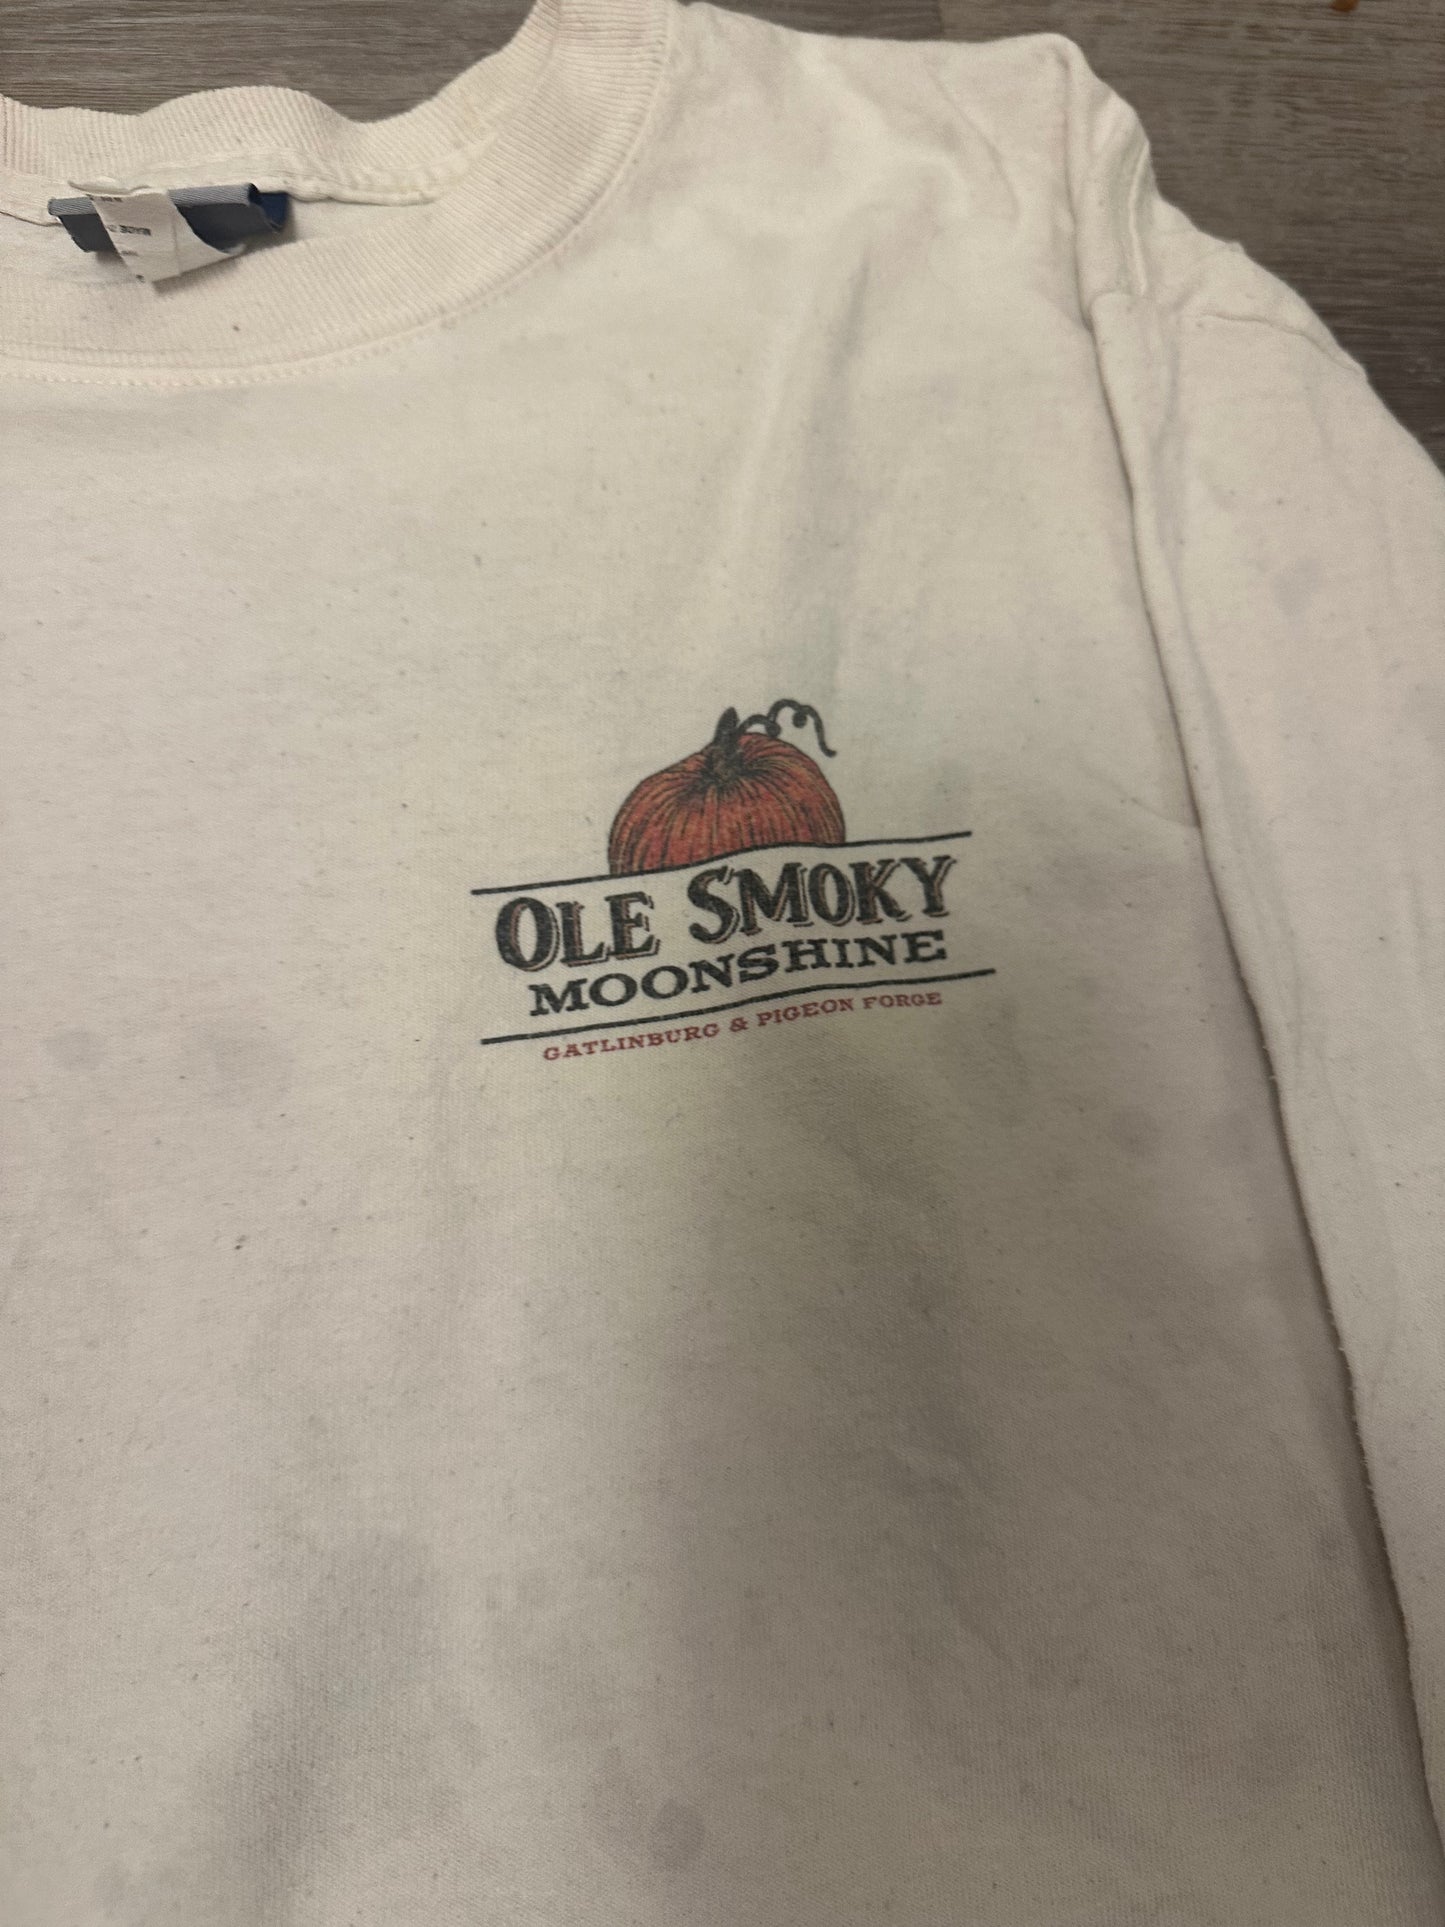 OLE SMOKY
MOONSHINE
GATLINBURG & PIGEON FORGE